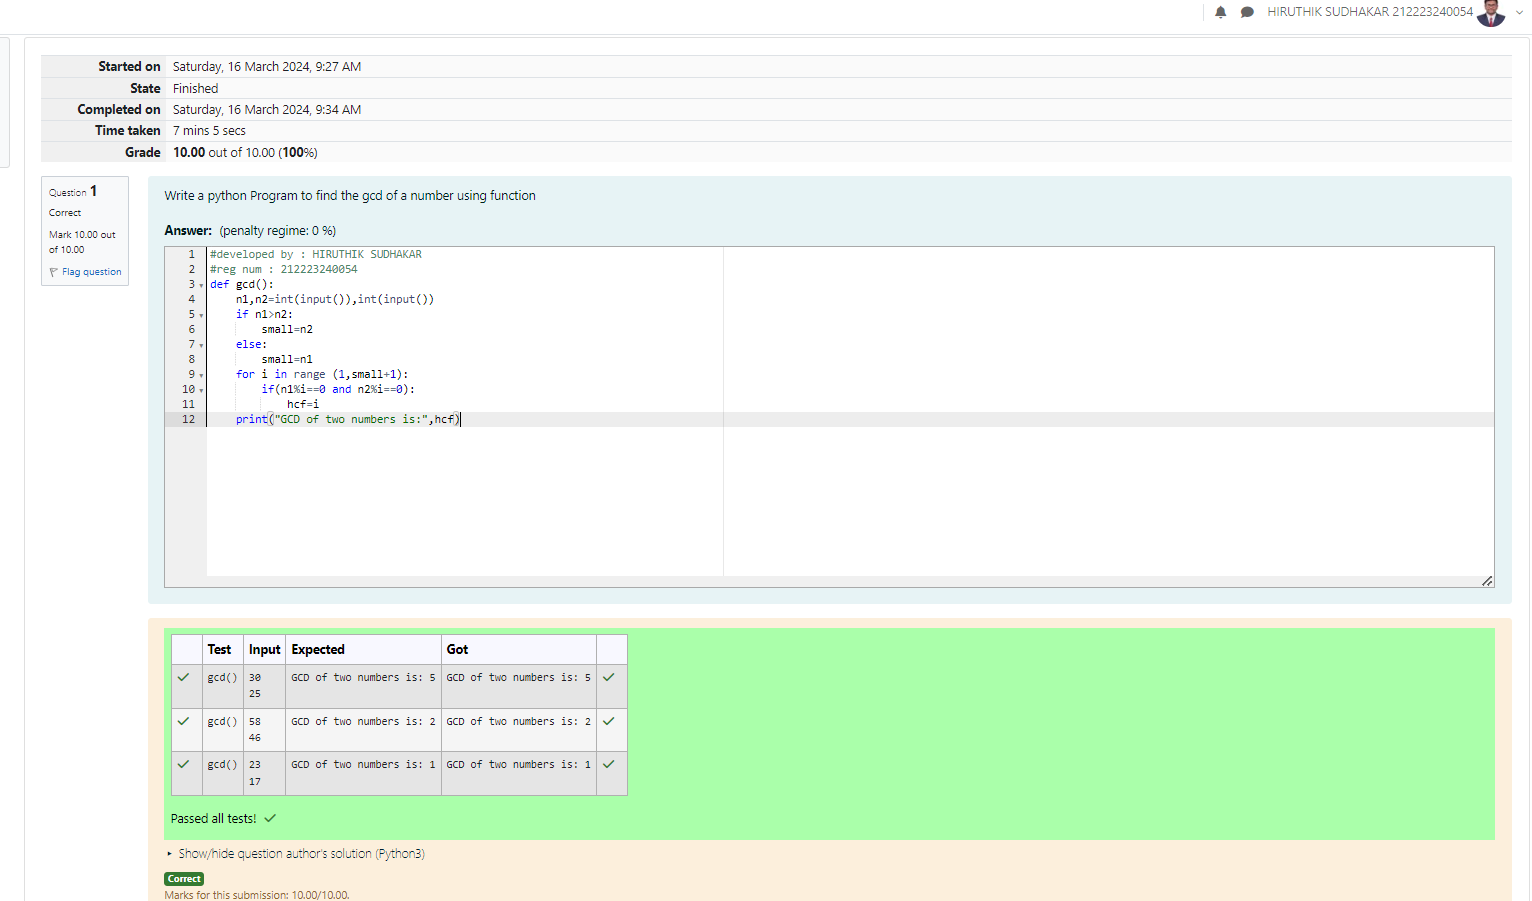 HIRUTHIK SUDHAKAR 212223240054
Started on Saturday, 16 March 2024, 9:27 AM
State Finished
Completed on Saturday, 16 March 2024, 9:34 AM
Time taken 7 mins 5 secs
Grade 10.00 out of 10.00 (100%)
Question 1
Correct
Mark 10.00 out
of 10.00
Flag question
Write a python Program to find the gcd of a number using function
Answer: (penalty regime: 0 %)
1 #developed by : HIRUTHIK SUDHAKAR
2 #reg num : 212223240054
3 def gcd():
4     n1,n2=int(input()),int(input())
5     if n1>n2:
6         small=n2
7     else:
8         small=n1
9     for i in range (1,small+1):
10         if(n1%i==0 and n2%i==0):
11             hcf=i
12     print("GCD of two numbers is:",hcf)
Test Input Expected Got
gcd() 30 GCD of two numbers is: 5 GCD of two numbers is: 5
25
gcd() 58 GCD of two numbers is: 2 GCD of two numbers is: 2
46
gcd() 23 GCD of two numbers is: 1 GCD of two numbers is: 1
17
Passed all tests!
Show/hide question author's solution (Python3)
Correct
Marks for this submission: 10.00/10.00.